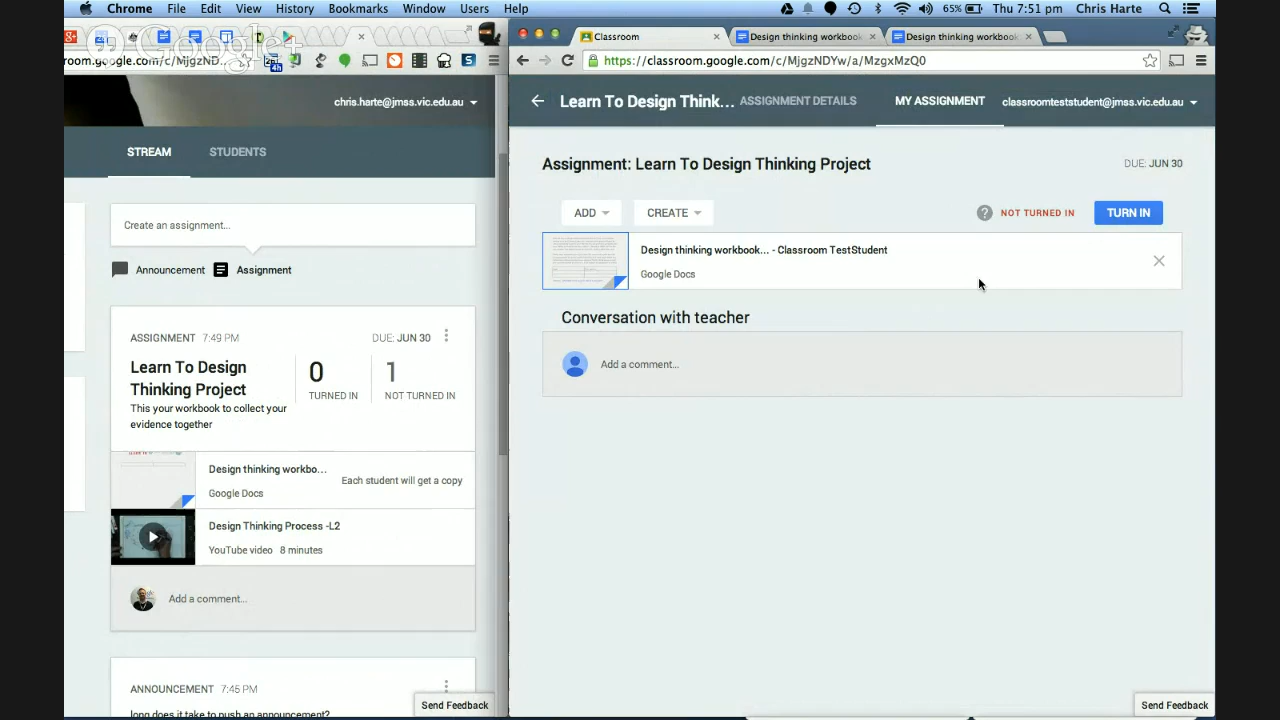 Chrome File Edit View History Bookmarks Window Users Help 65% Thu 7:51 pm Chris Harte
Google+
room.google.com/c/MjgzND...
chris.harte@jmss.vic.edu.au
STREAM STUDENTS
Create an assignment...
Announcement Assignment
ASSIGNMENT 7:49 PM DUE: JUN 30
Learn To Design
Thinking Project
0
TURNED IN
1
NOT TURNED IN
This your workbook to collect your
evidence together
Design thinking workbo...
Google Docs
Each student will get a copy
Design Thinking Process -L2
YouTube video 8 minutes
Add a comment...
ANNOUNCEMENT 7:45 PM
long does it take to push an announcement?
Send Feedback
Classroom Design thinking workbook Design thinking workbook
https://classroom.google.com/c/MjgzNDYw/a/MzgxMzQ0
Learn To Design Think... ASSIGNMENT DETAILS MY ASSIGNMENT classroomteststudent@jmss.vic.edu.au
Assignment: Learn To Design Thinking Project DUE: JUN 30
ADD CREATE ? NOT TURNED IN TURN IN
Design thinking workbook... - Classroom TestStudent
Google Docs
Conversation with teacher
Add a comment...
Send Feedback